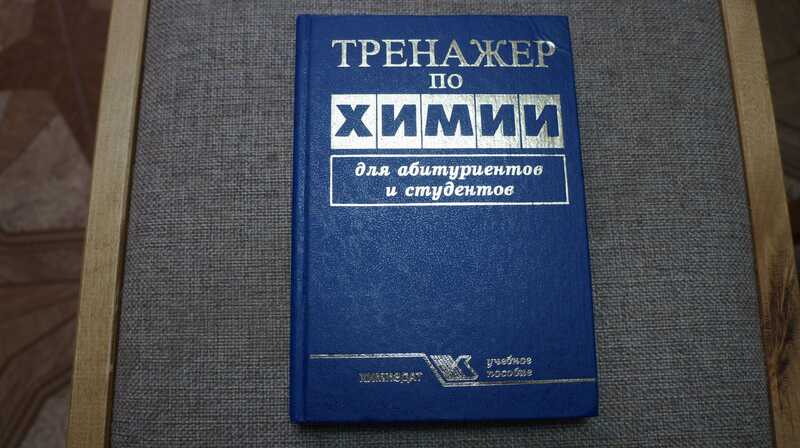 ТРЕНАЖЕР
ПО
ХИМИИ
для абитуриентов
и студентов
ХИМИЗДАТ
учебное
пособие